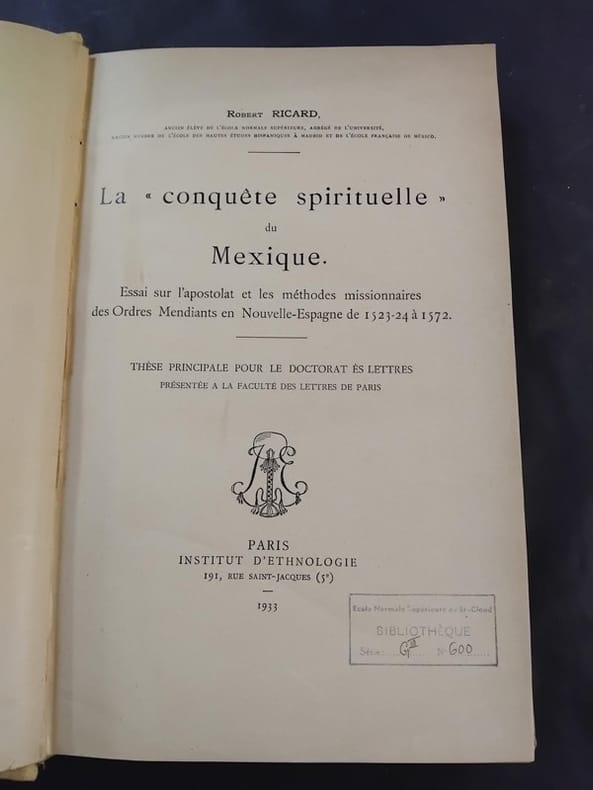 Robert RICARD,
ANCIEN ÉLÈVE DE L'ÉCOLE NORMALE SUPÉRIEURE, AGRÉGÉ DE L'UNIVERSITÉ,
ANCIEN MEMBRE DE L'ÉCOLE DES HAUTES ÉTUDES HISPANIQUES À MADRID ET DE L'ÉCOLE FRANÇAISE DE MÉXICO.
La « conquête spirituelle »
du
Mexique.
Essai sur l'apostolat et les méthodes missionnaires
des Ordres Mendiants en Nouvelle-Espagne de 1523-24 à 1572.
THÈSE PRINCIPALE POUR LE DOCTORAT ÈS LETTRES
PRÉSENTÉE A LA FACULTÉ DES LETTRES DE PARIS
PARIS
INSTITUT D'ETHNOLOGIE
191, RUE SAINT-JACQUES (5e)
1933
Ecole Normale Supérieure de St-Cloud
BIBLIOTHÈQUE
Série: G III N° 600